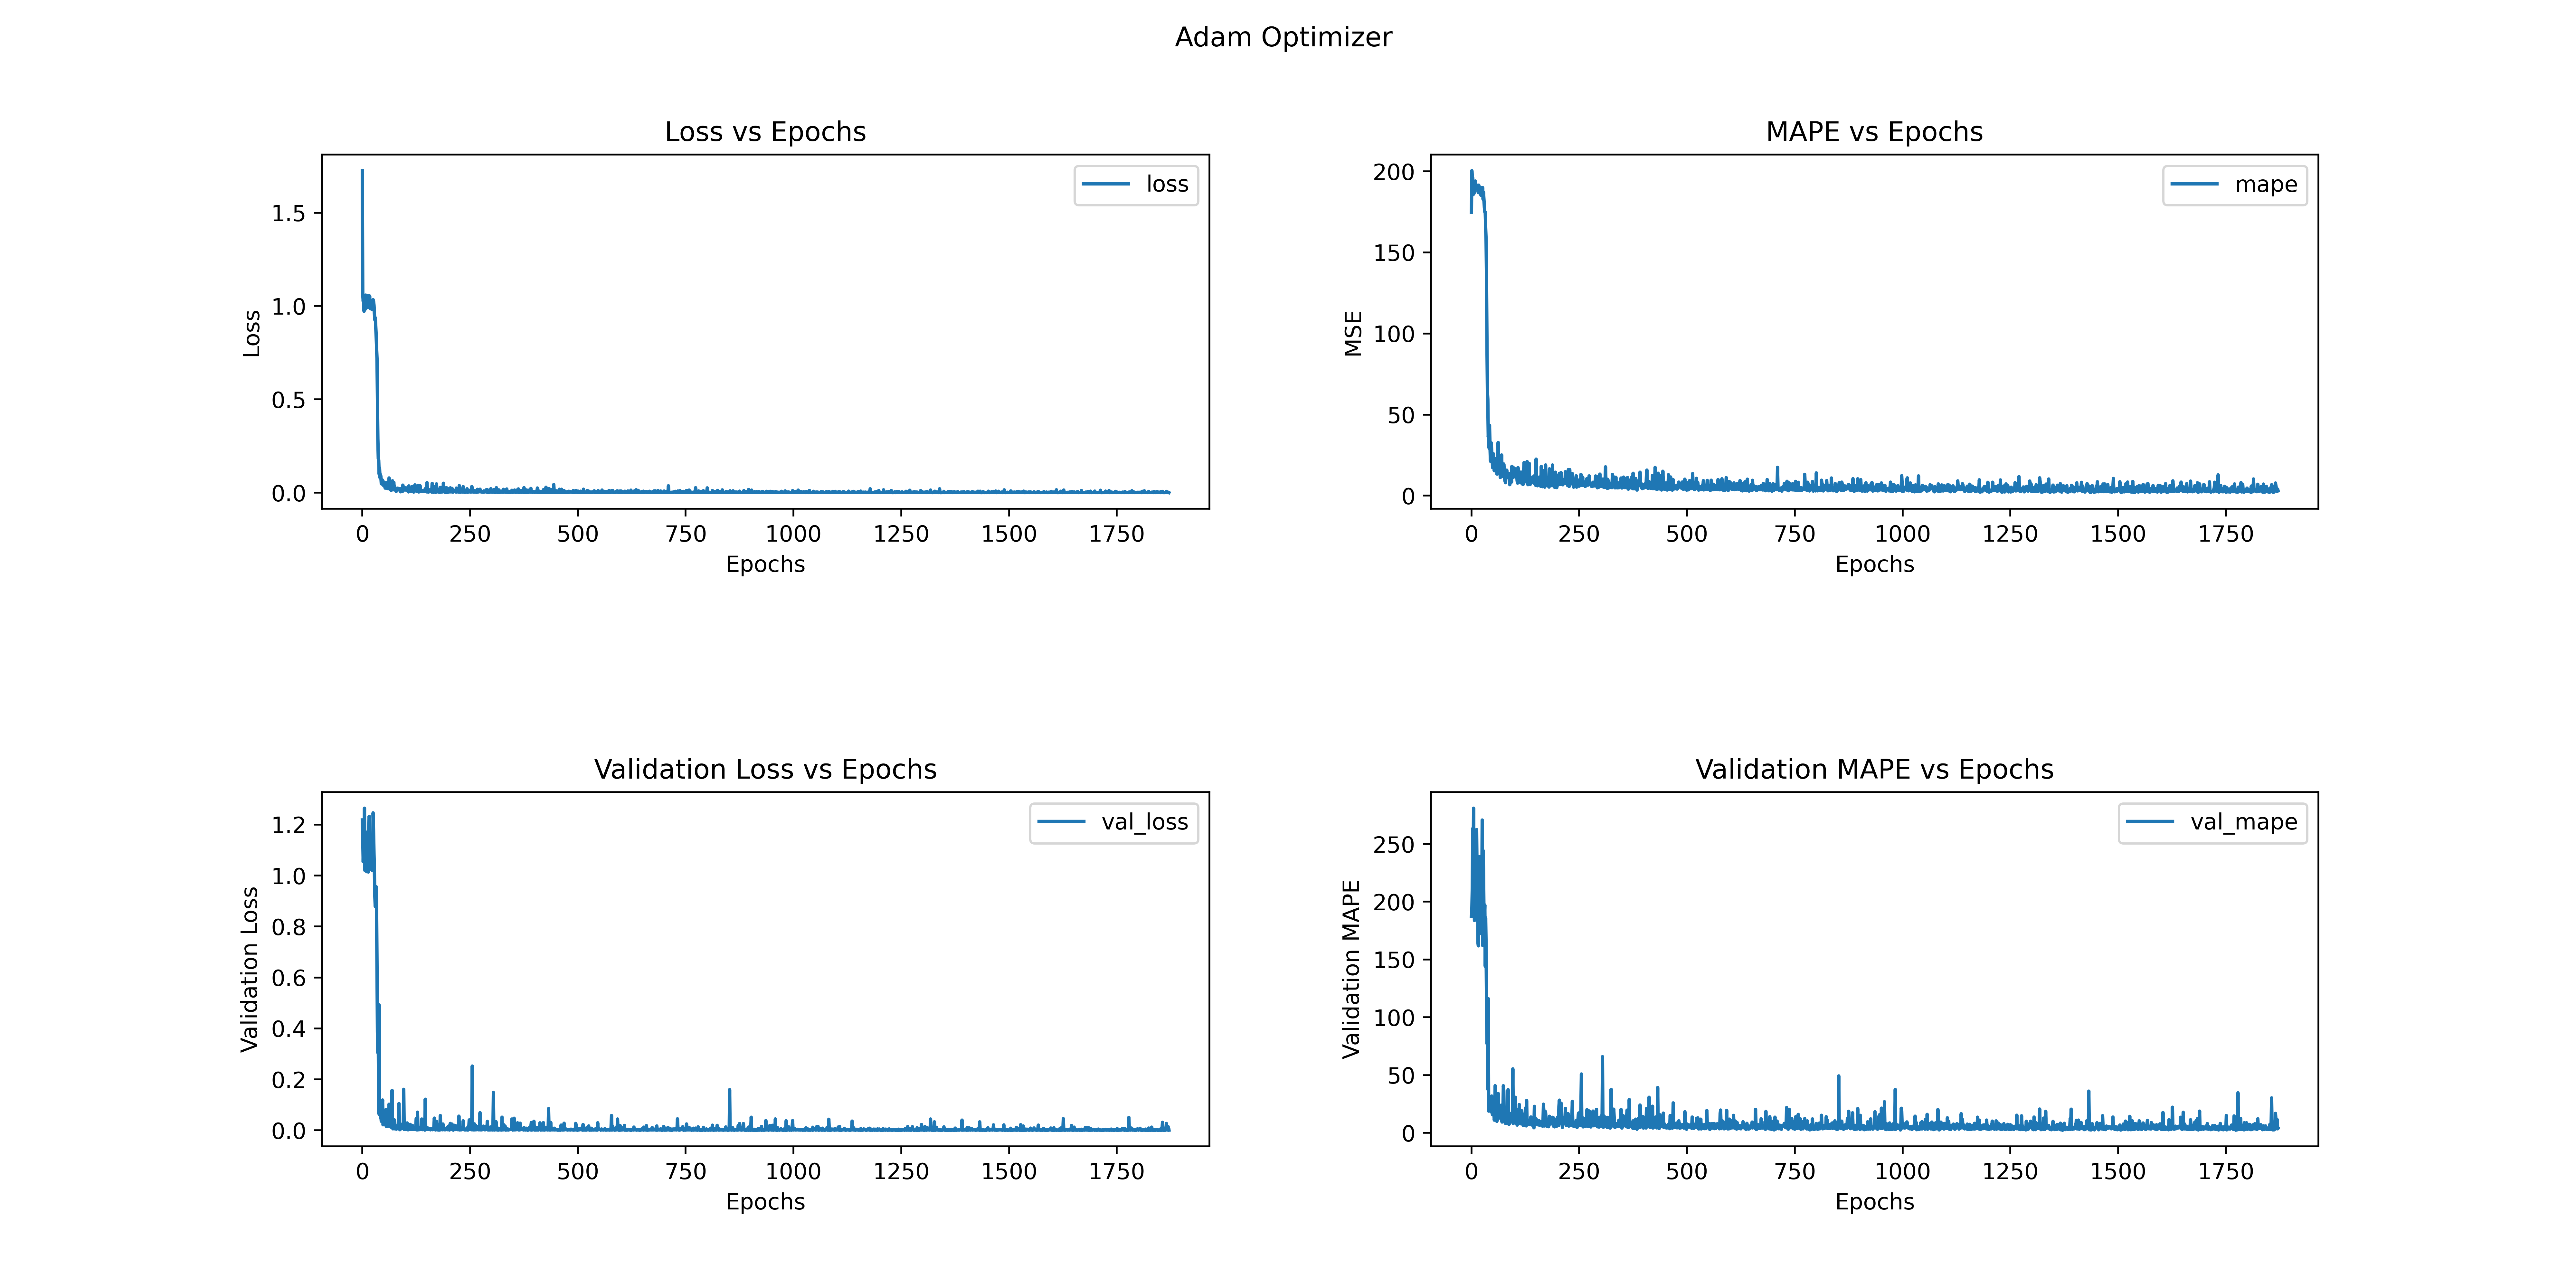 Adam Optimizer
Loss vs Epochs
loss
1.5
1.0
0.5
0.0
Loss
0 250 500 750 1000 1250 1500 1750
Epochs
MAPE vs Epochs
mape
200
150
100
50
0
MSE
0 250 500 750 1000 1250 1500 1750
Epochs
Validation Loss vs Epochs
val_loss
1.2
1.0
0.8
0.6
0.4
0.2
0.0
Validation Loss
0 250 500 750 1000 1250 1500 1750
Epochs
Validation MAPE vs Epochs
val_mape
250
200
150
100
50
0
Validation MAPE
0 250 500 750 1000 1250 1500 1750
Epochs